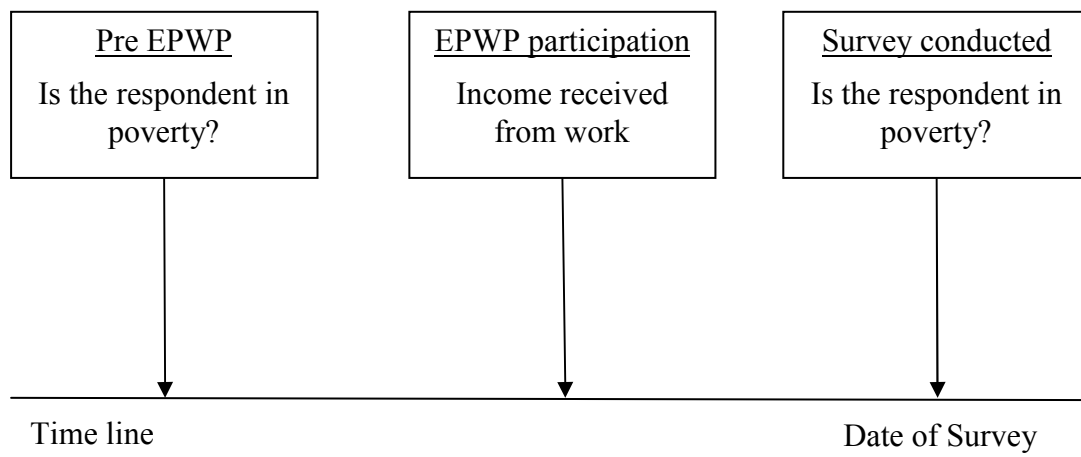 Pre EPWP
Is the respondent in
poverty?
EPWP participation
Income received
from work
Survey conducted
Is the respondent in
poverty?
Time line
Date of Survey